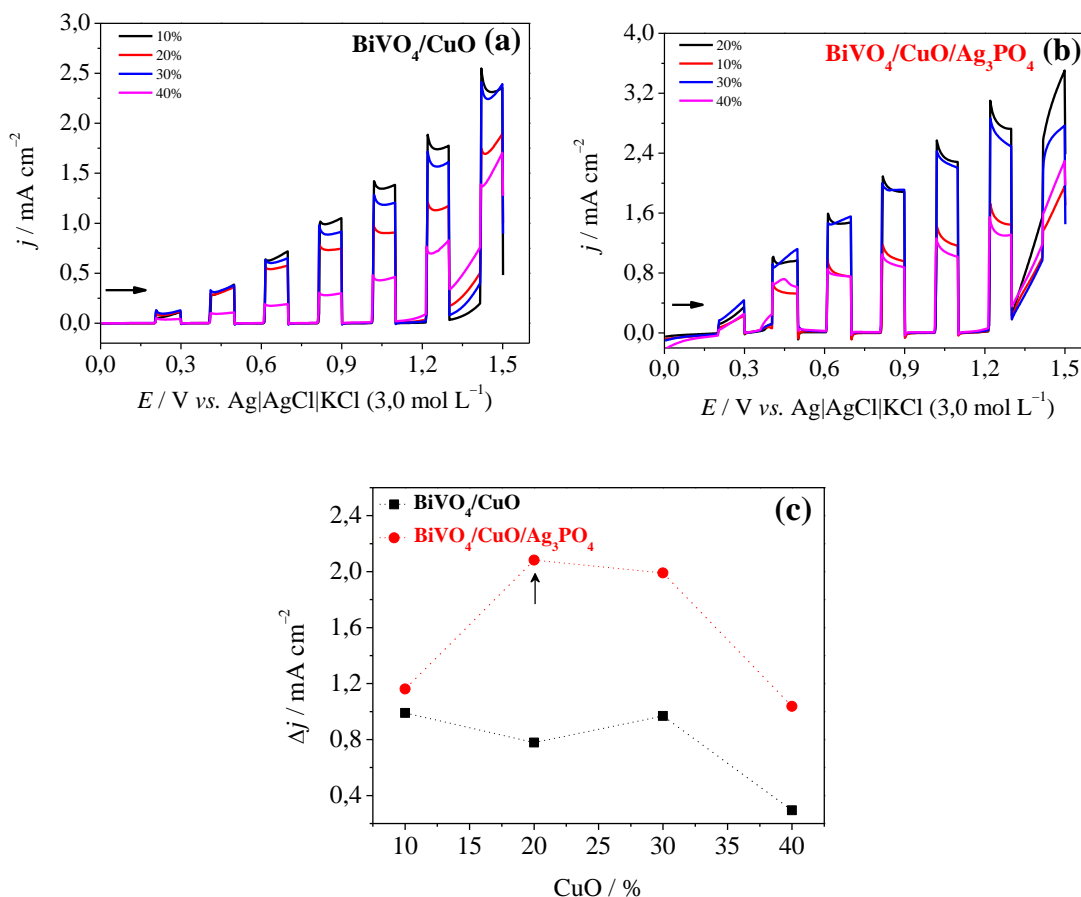 BiVO₄/CuO (a)
10%
20%
30%
40%
3,0
2,5
2,0
1,5
1,0
0,5
0,0
j / mA cm⁻²
0,0 0,3 0,6 0,9 1,2 1,5
E / V vs. Ag|AgCl|KCl (3,0 mol L⁻¹)
(b)
BiVO₄/CuO/Ag₃PO₄
20%
10%
30%
40%
4,0
3,2
2,4
1,6
0,8
0,0
j / mA cm⁻²
0,0 0,3 0,6 0,9 1,2 1,5
E / V vs. Ag|AgCl|KCl (3,0 mol L⁻¹)
(c)
BiVO₄/CuO
BiVO₄/CuO/Ag₃PO₄
2,4
2,0
1,6
1,2
0,8
0,4
Δj / mA cm⁻²
10 15 20 25 30 35 40
CuO / %